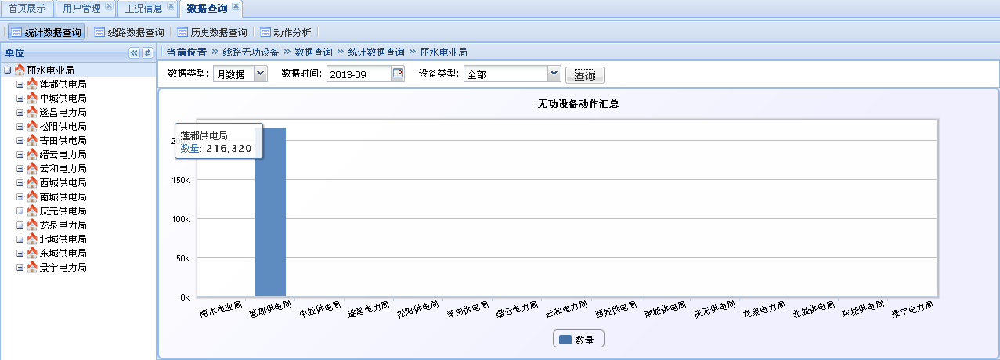 首页展示 用户管理 工况信息 数据查询
统计数据查询 线路数据查询 历史数据查询 动作分析
单位
丽水电业局
莲都供电局
中城供电局
遂昌电力局
松阳供电局
青田供电局
缙云电力局
云和电力局
西城供电局
南城供电局
庆元供电局
龙泉电力局
北城供电局
东城供电局
景宁电力局
当前位置 » 线路无功设备 » 数据查询 » 统计数据查询 » 丽水电业局
数据类型: 月数据 数据时间: 2013-09 设备类型: 全部 查询
无功设备动作汇总
莲都供电局
数量: 216,320
150k
100k
50k
0k
丽水电业局 莲都供电局 中城供电局 遂昌电力局 松阳供电局 青田供电局 缙云电力局 云和电力局 西城供电局 南城供电局 庆元供电局 龙泉电力局 北城供电局 东城供电局 景宁电力局
数量